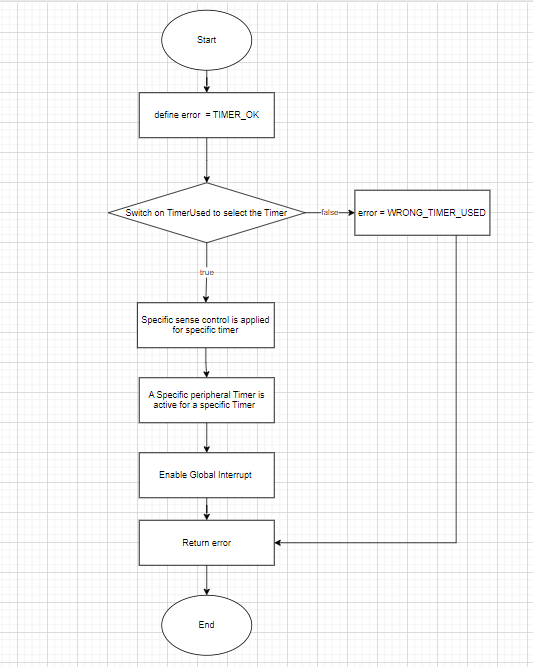 Start
define error = TIMER_OK
Switch on TimerUsed to select the Timer
false
error = WRONG_TIMER_USED
true
Specific sense control is applied
for specific timer
A Specific peripheral Timer is
active for a specific Timer
Enable Global Interrupt
Return error
End